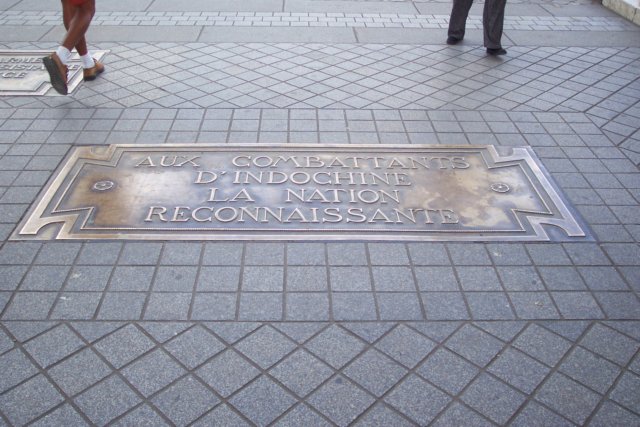 AUX COMBATTANTS
D'INDOCHINE
LA NATION
RECONNAISSANTE